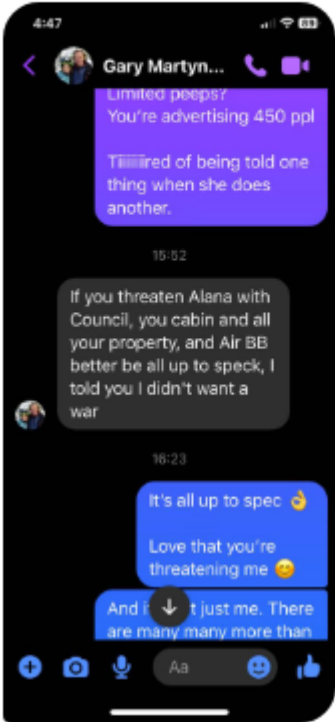 4:47
89
Gary Martyn...
Limited peeps?
You're advertising 450 ppl
Tiiiiired of being told one
thing when she does
another.
15:52
If you threaten Alana with
Council, you cabin and all
your property, and Air BB
better be all up to speck, I
told you I didn't want a
war
16:23
It's all up to spec 👌
Love that you're
threatening me 😊
And just me. There
are many many more than
Aa